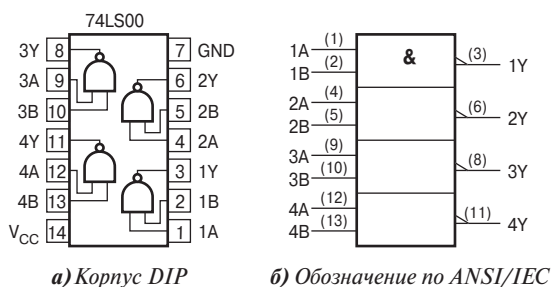 74LS00
3Y 8 7 GND
3A 9 6 2Y
3B 10 5 2B
4Y 11 4 2A
4A 12 3 1Y
4B 13 2 1B
VCC 14 1 1A
а) Корпус DIP
&
1A (1)
1B (2)
(3) 1Y
2A (4)
2B (5)
(6) 2Y
3A (9)
3B (10)
(8) 3Y
4A (12)
4B (13)
(11) 4Y
б) Обозначение по ANSI/IEC